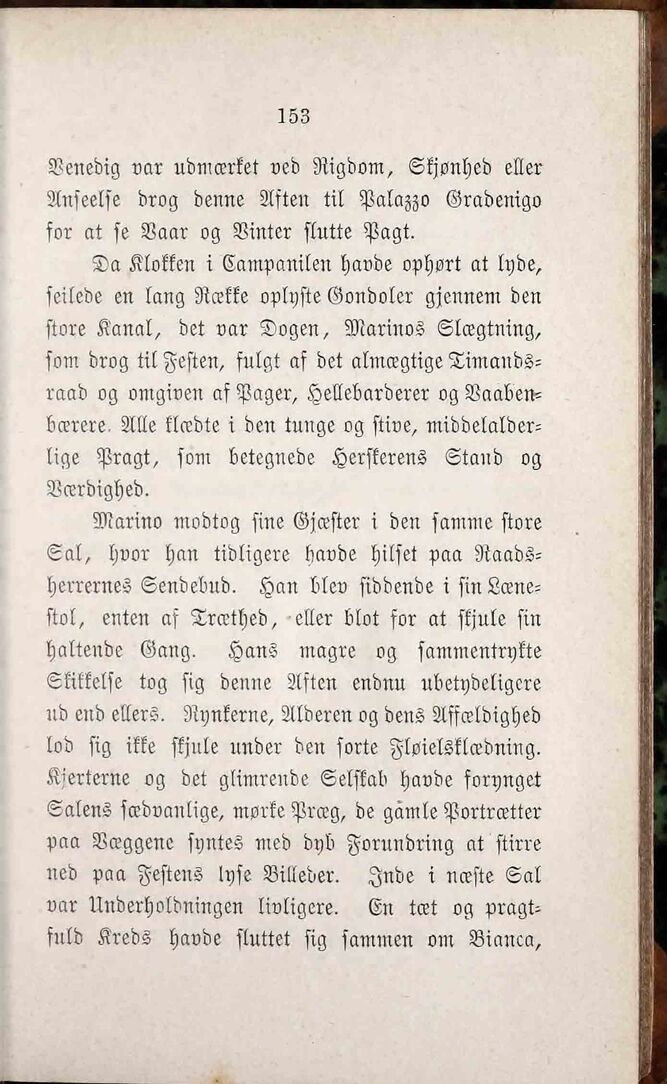 153
Venedig var udmærket ved Rigdom, Skjønhed eller
Anseelse drog denne Aften til Palazzo Gradenigo
for at se Vaar og Vinter slutte Pagt.
Da Klokken i Campanilen havde ophørt at lyde,
seilede en lang Række oplyste Gondoler gjennem den
store Kanal, det var Dogen, Marinos Slægtning,
som drog til Festen, fulgt af det almægtige Timands-
raad og omgiven af Pager, Hellebarderer og Vaaben-
bærere. Alle klædte i den tunge og stive, middelalder-
lige Pragt, som betegnede Herskerens Stand og
Værdighed.
Marino modtog sine Gjæster i den samme store
Sal, hvor han tidligere havde hilset paa Raads-
herrernes Sendebud. Han blev siddende i sin Læne-
stol, enten af Træthed, eller blot for at skjule sin
haltende Gang. Hans magre og sammentrykte
Skikkelse tog sig denne Aften endnu ubetydeligere
ud end ellers. Rynkerne, Alderen og dens Affældighed
lod sig ikke skjule under den sorte Fløielsklædning.
Kjerterne og det glimrende Selskab havde forynget
Salens sædvanlige, mørke Præg, de gamle Portrætter
paa Væggene syntes med dyb Forundring at stirre
ned paa Festens lyse Billeder. Inde i næste Sal
var Underholdningen livligere. En tæt og pragt-
fuld Kreds havde sluttet sig sammen om Bianca,